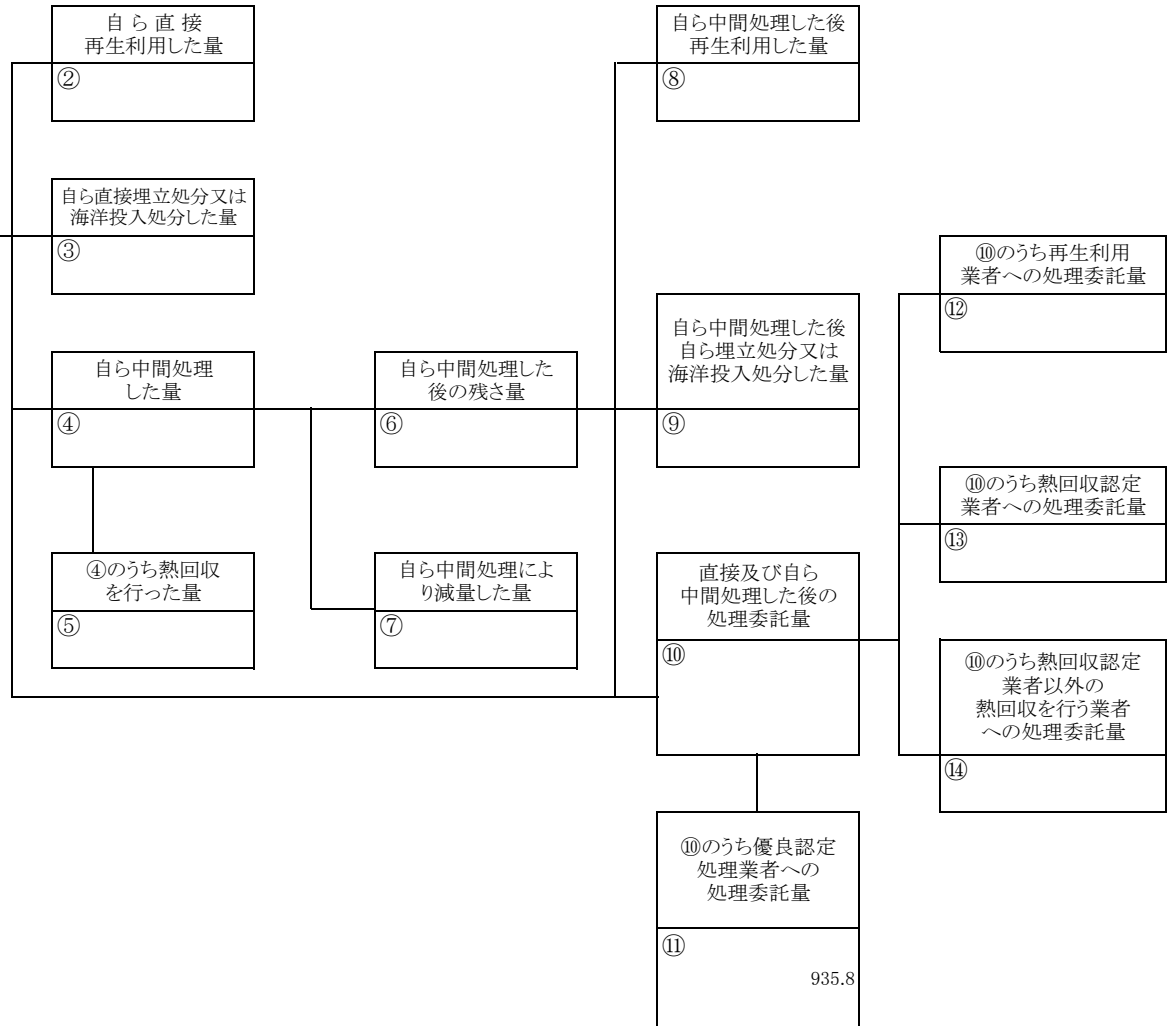 自 ら 直 接
再生利用した量
②
自ら中間処理した後
再生利用した量
⑧
自ら直接埋立処分又は
海洋投入処分した量
③
⑩のうち再生利用
業者への処理委託量
⑫
自ら中間処理した後
自ら埋立処分又は
海洋投入処分した量
⑨
自ら中間処理
した量
④
自ら中間処理した
後の残さ量
⑥
⑩のうち熱回収認定
業者への処理委託量
⑬
④のうち熱回収
を行った量
⑤
自ら中間処理によ
り減量した量
⑦
直接及び自ら
中間処理した後の
処理委託量
⑩
⑩のうち熱回収認定
業者以外の
熱回収を行う業者
への処理委託量
⑭
⑩のうち優良認定
処理業者への
処理委託量
⑪
935.8